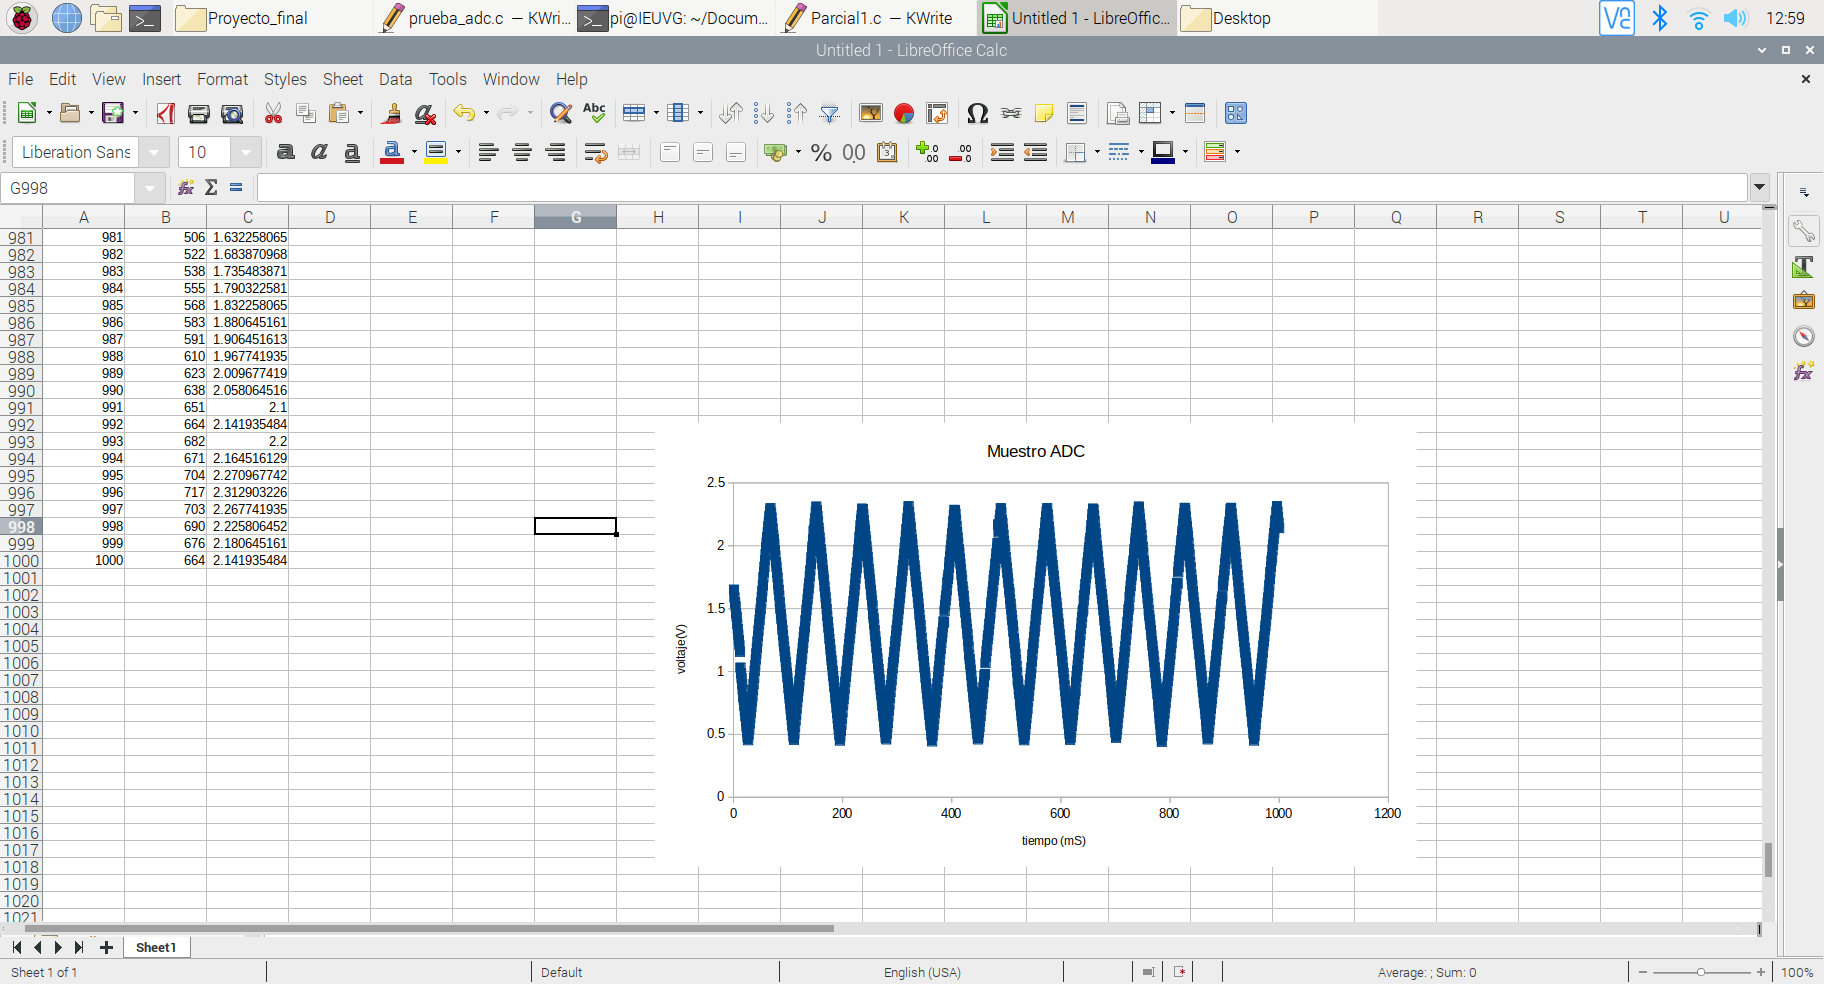 Proyecto_final
prueba_adc.c — KWri...
pi@IEUVG: ~/Docum...
Parcial1.c — KWrite
Untitled 1 - LibreOffic...
Desktop
12:59
Untitled 1 - LibreOffice Calc
File Edit View Insert Format Styles Sheet Data Tools Window Help
Liberation Sans 10
G998
A B C D E F G H I J K L M N O P Q R S T U
981 981 506 1.632258065
982 982 522 1.683870968
983 983 538 1.735483871
984 984 555 1.790322581
985 985 568 1.832258065
986 986 583 1.880645161
987 987 591 1.906451613
988 988 610 1.967741935
989 989 623 2.009677419
990 990 638 2.058064516
991 991 651 2.1
992 992 664 2.141935484
993 993 682 2.2
994 994 671 2.164516129
995 995 704 2.270967742
996 996 717 2.312903226
997 997 703 2.267741935
998 998 690 2.225806452
999 999 676 2.180645161
1000 1000 664 2.141935484
1001
1002
1003
1004
1005
1006
1007
1008
1009
1010
1011
1012
1013
1014
1015
1016
1017
1018
1019
1020
1021
Muestro ADC
2.5
2
1.5
1
0.5
0
voltaje(V)
0 200 400 600 800 1000 1200
tiempo (mS)
Sheet1
Sheet 1 of 1
Default
English (USA)
Average: ; Sum: 0
100%